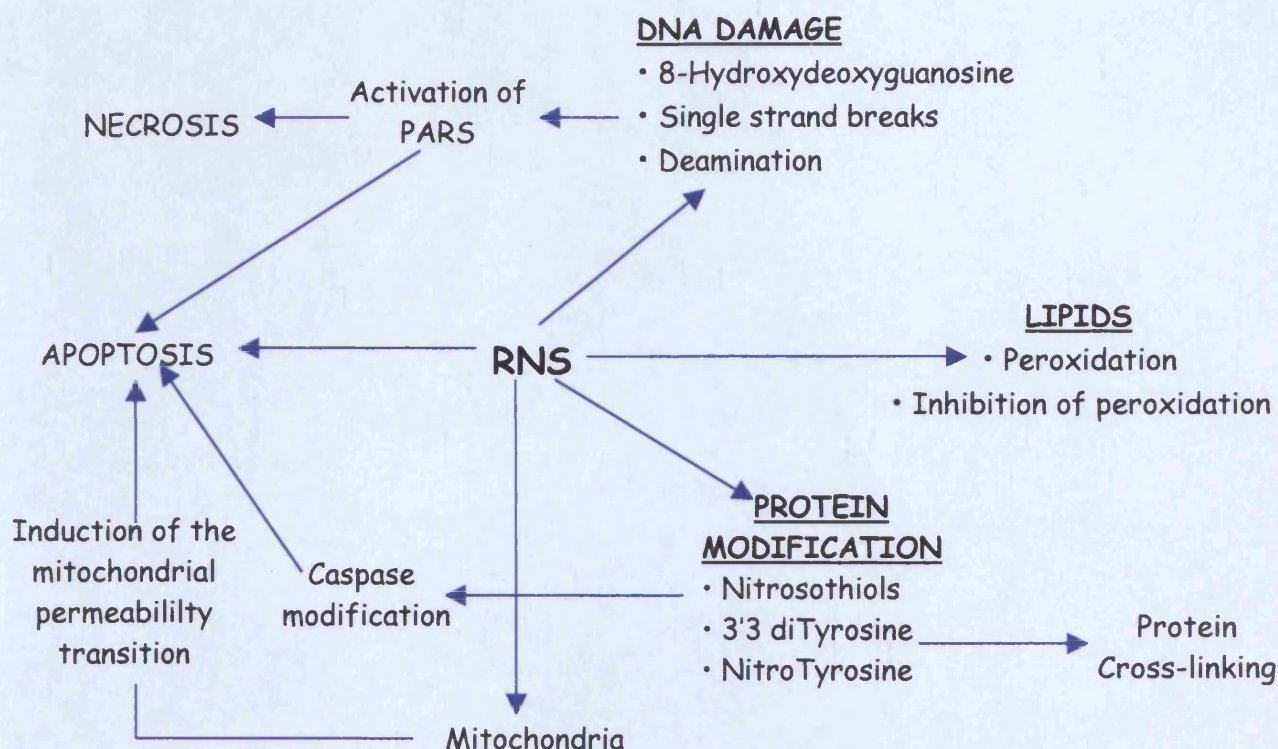 DNA DAMAGE
• 8-Hydroxydeoxyguanosine
• Single strand breaks
• Deamination
Activation of
PARS
NECROSIS
APOPTOSIS
RNS
LIPIDS
• Peroxidation
• Inhibition of peroxidation
PROTEIN
MODIFICATION
• Nitrosothiols
• 3'3 diTyrosine
• NitroTyrosine
Protein
Cross-linking
Caspase
modification
Induction of the
mitochondrial
permeabililty
transition
Mitochondria